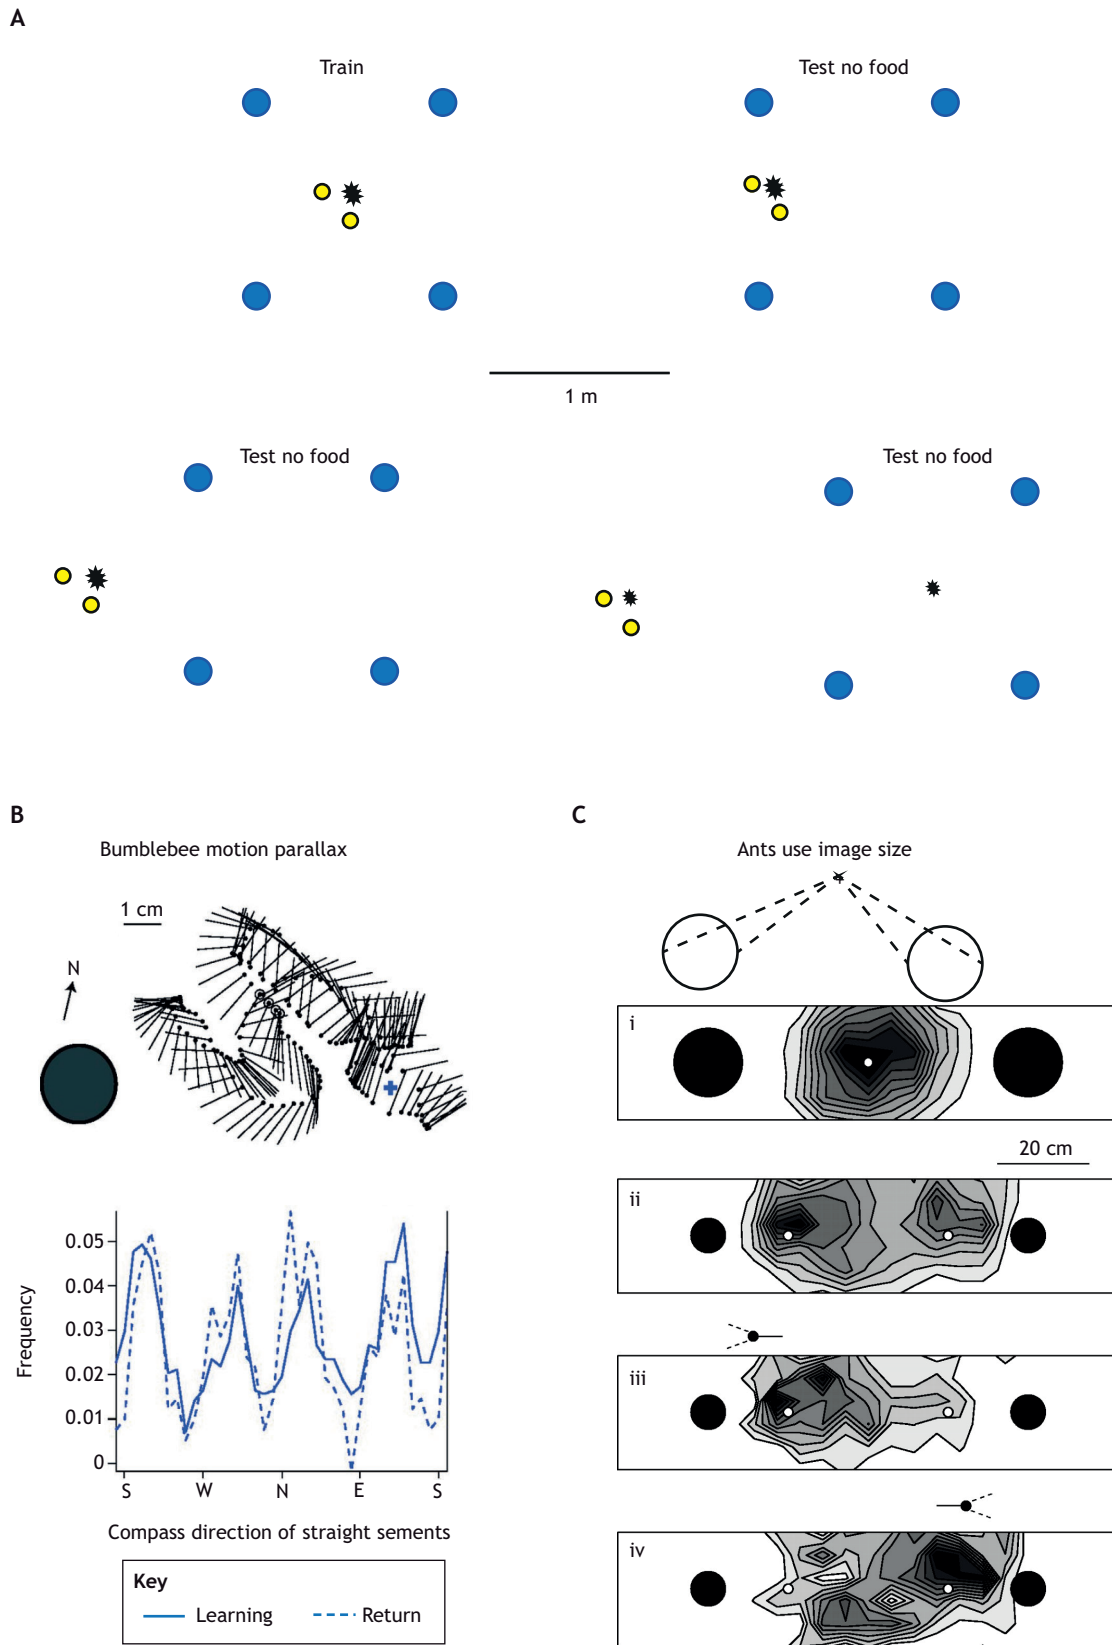 A
Train
Test no food
1 m
Test no food
Test no food
B
Bumblebee motion parallax
1 cm
N
Frequency
0.05
0.04
0.03
0.02
0.01
0
S
W
N
E
S
Compass direction of straight sements
Key
Learning
Return
C
Ants use image size
i
20 cm
ii
iii
iv